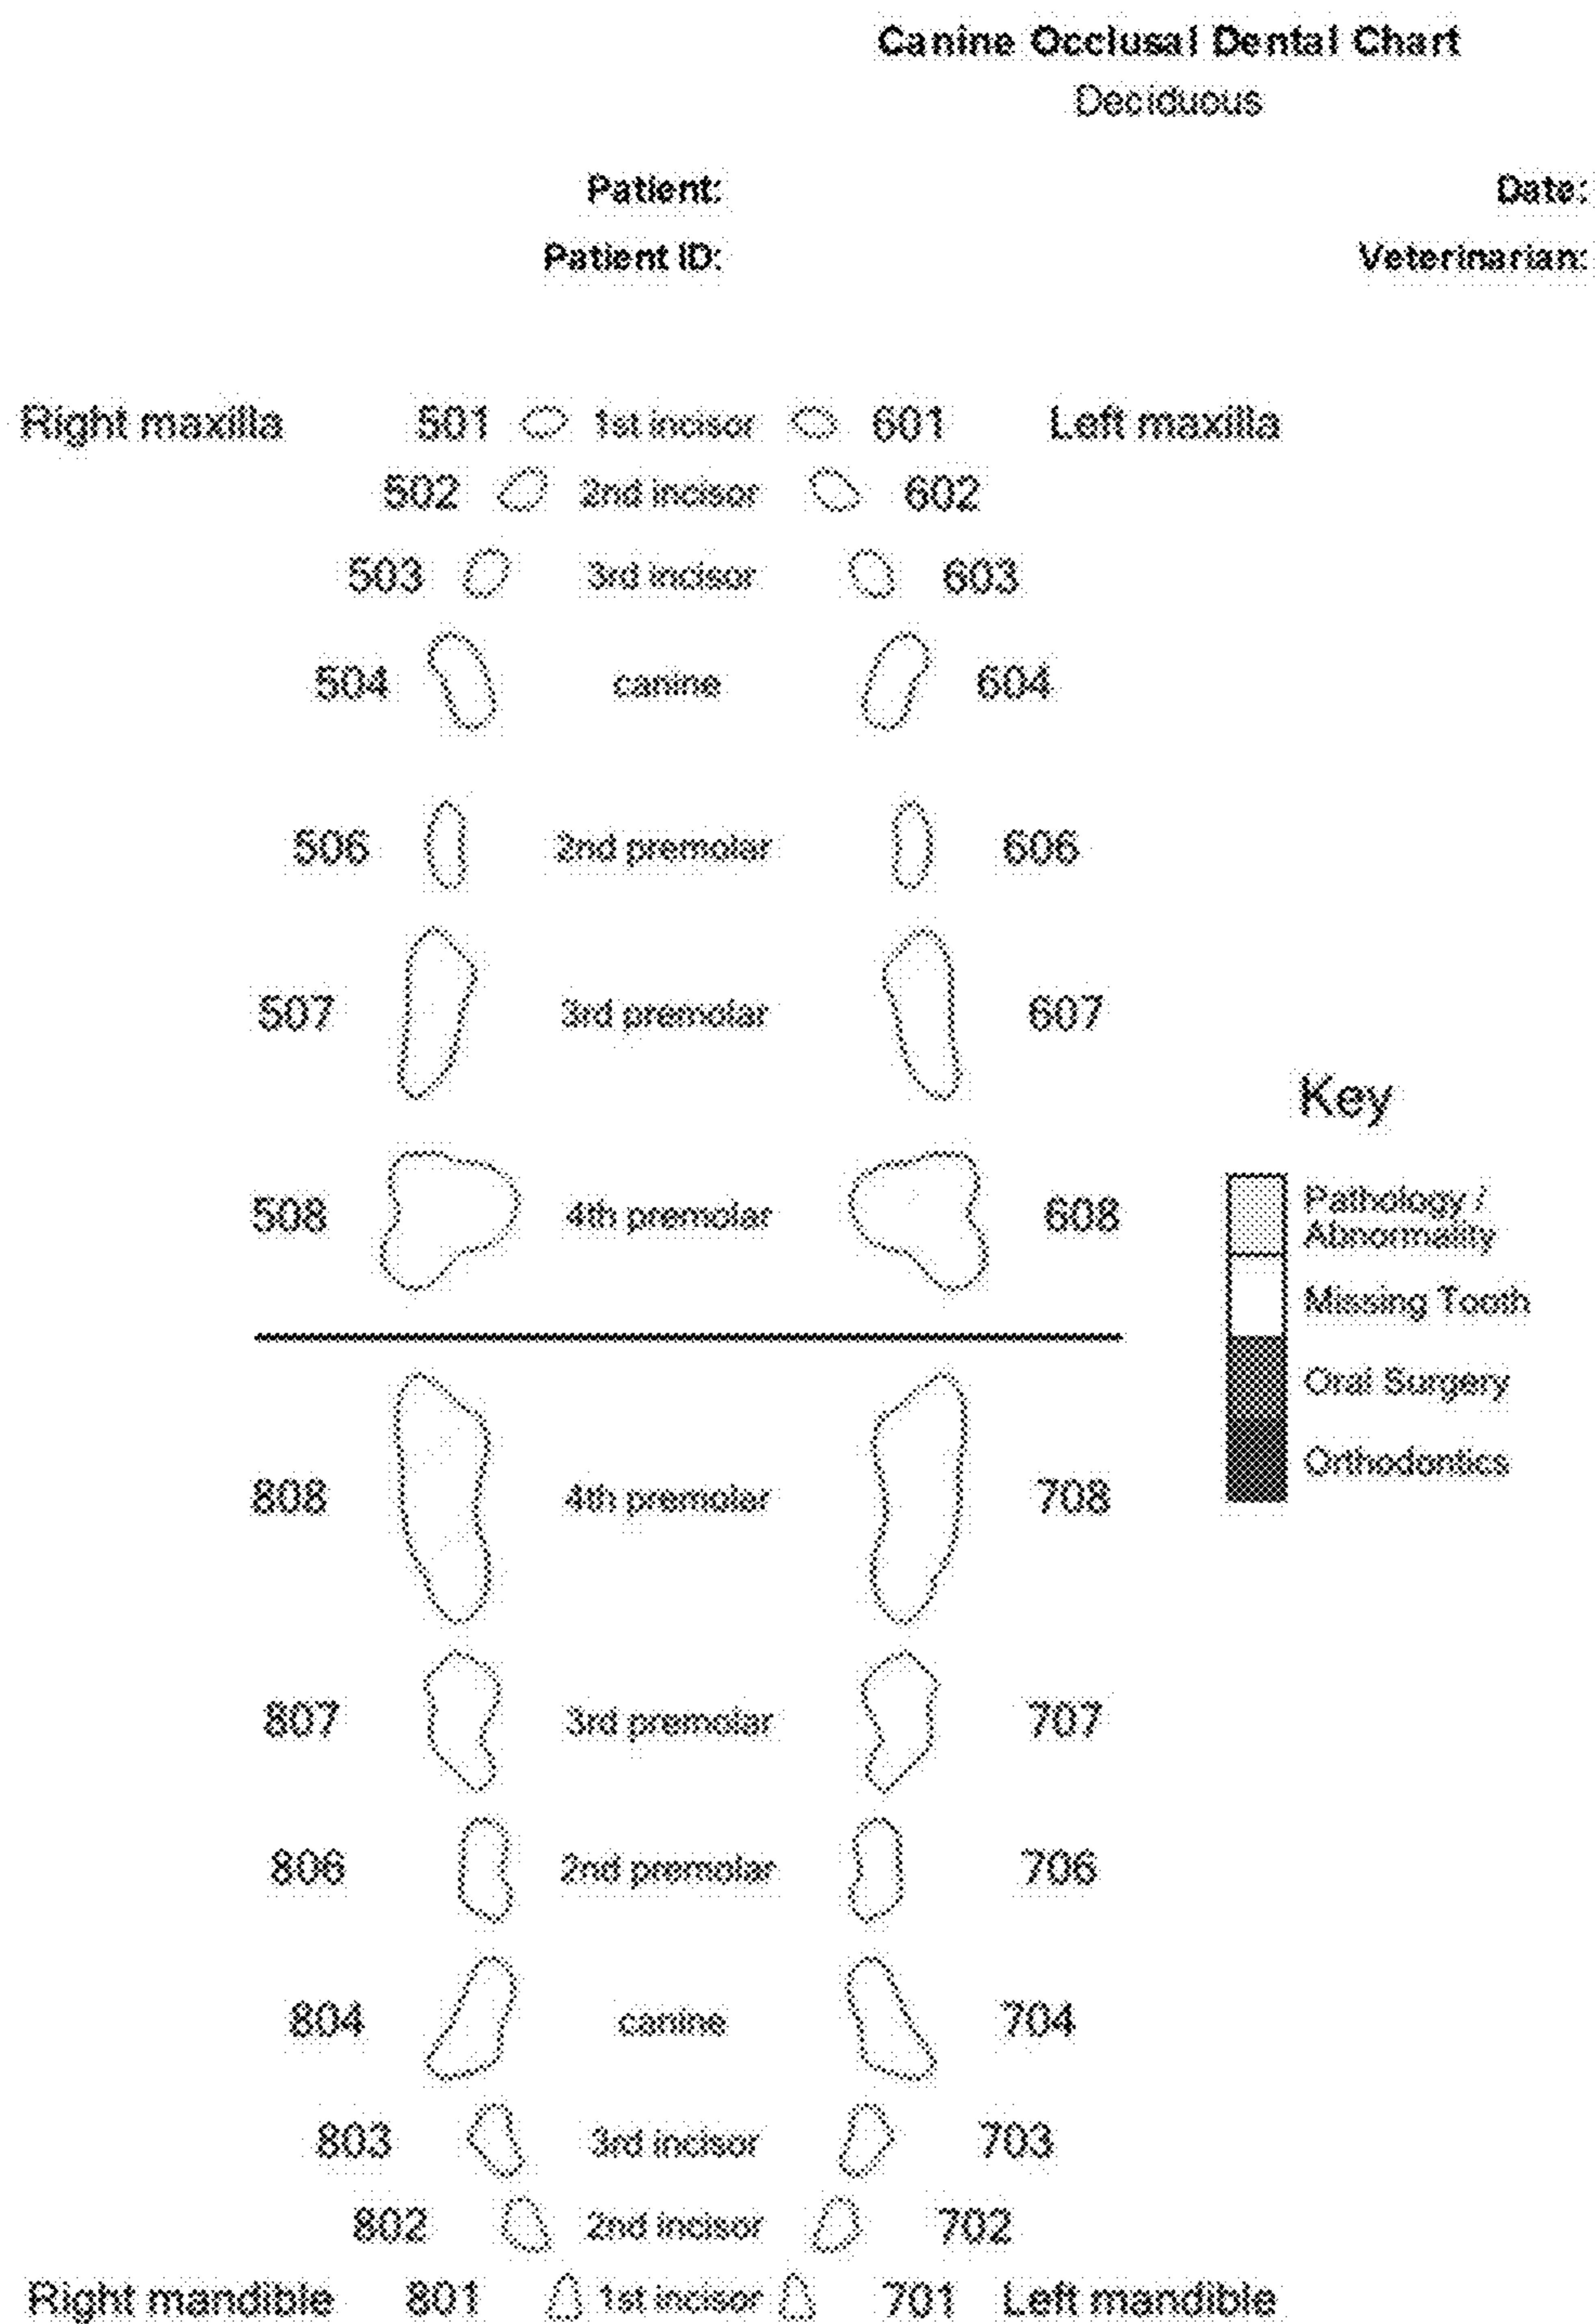 Canine Occlusal Dental Chart
Deciduous
Patient: Date:
Patient ID: Veterinarian:
Right maxilla 501 1st incisor 601 Left maxilla
502 2nd incisor 602
503 3rd incisor 603
504 canine 604
506 2nd premolar 606
507 3rd premolar 607
508 4th premolar 608
Key
Pathology /
Abnormality
Missing Tooth
Oral Surgery
Orthodontics
808 4th premolar 708
807 3rd premolar 707
806 2nd premolar 706
804 canine 704
803 3rd incisor 703
802 2nd incisor 702
Right mandible 801 1st incisor 701 Left mandible